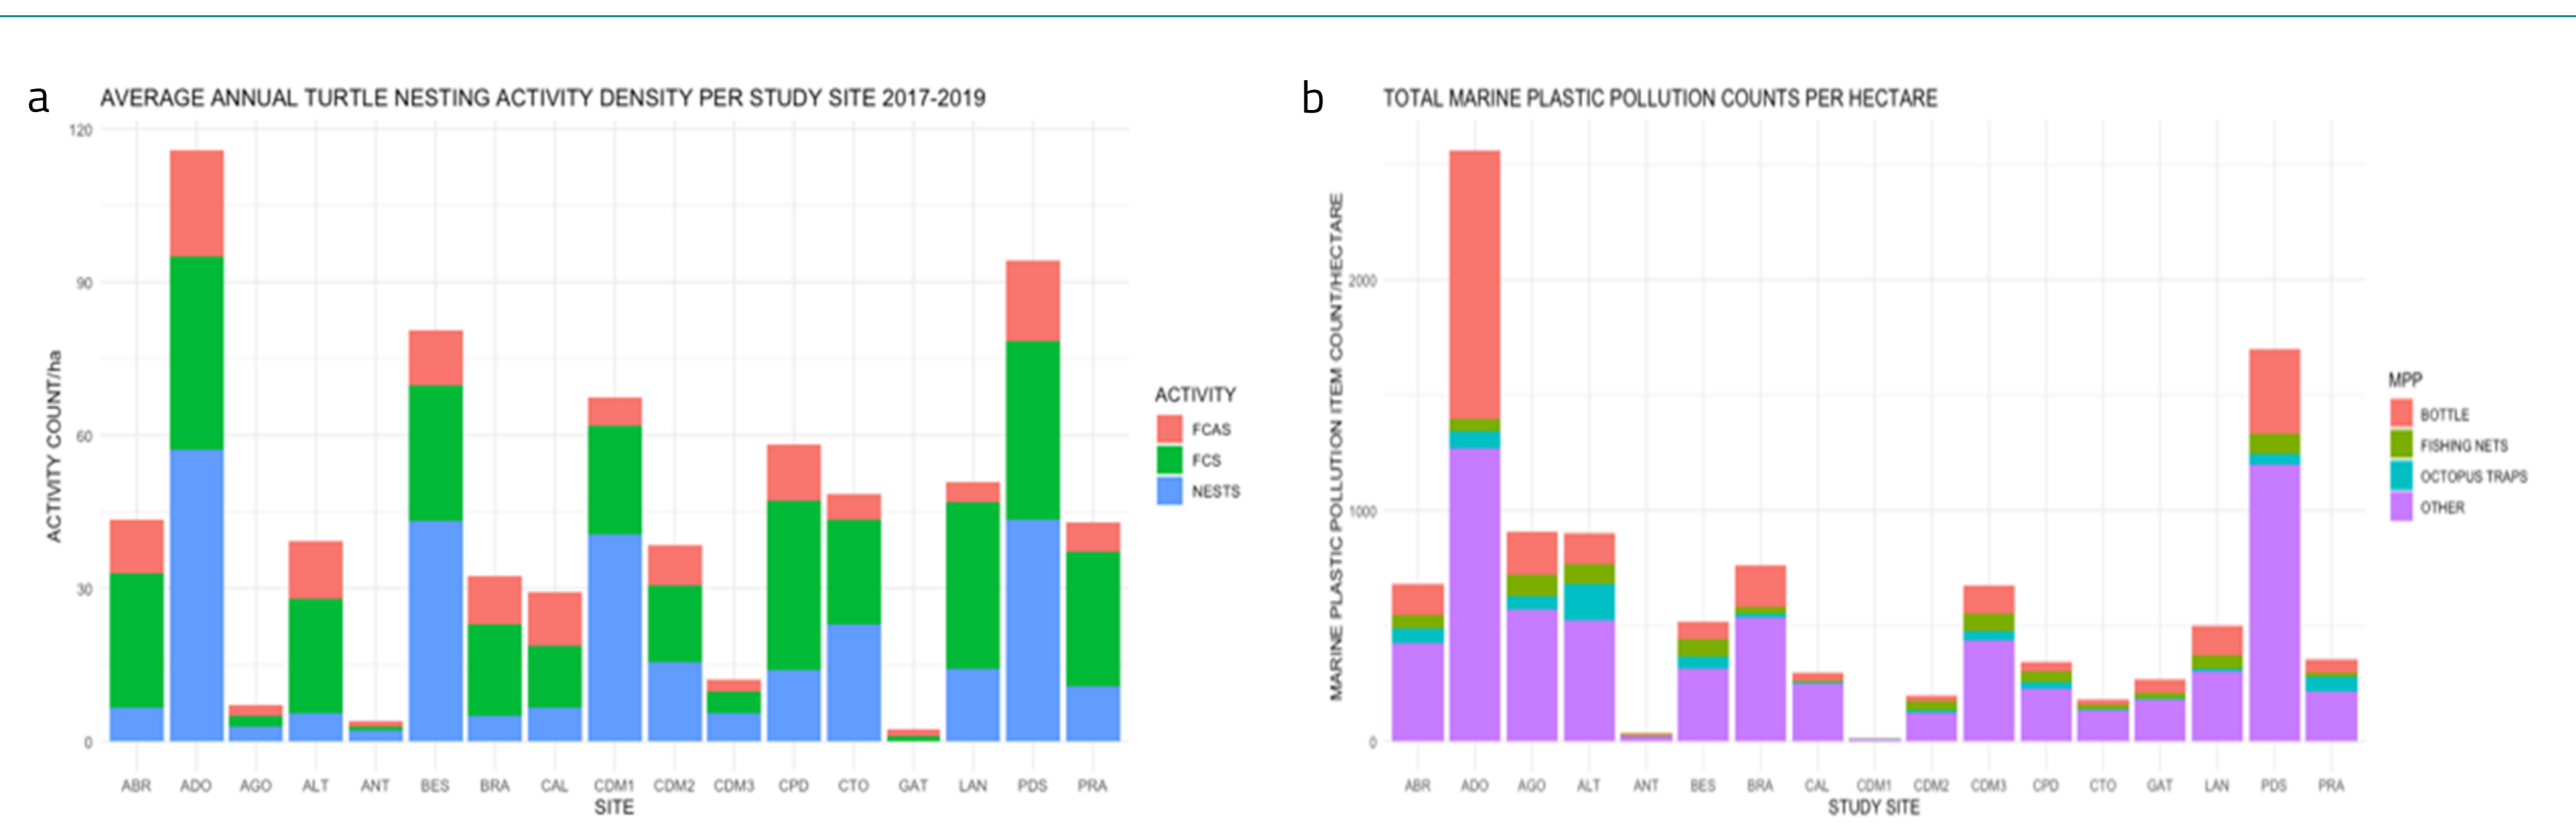 a
AVERAGE ANNUAL TURTLE NESTING ACTIVITY DENSITY PER STUDY SITE 2017-2019
120
90
60
30
0
ACTIVITY COUNT/ha
ABR ADO AGO ALT ANT BES BRA CAL CDM1 CDM2 CDM3 CPD CTO GAT LAN PDS PRA
SITE
ACTIVITY
FCAS
FCS
NESTS
b
TOTAL MARINE PLASTIC POLLUTION COUNTS PER HECTARE
2000
1000
0
MARINE PLASTIC POLLUTION ITEM COUNT/HECTARE
ABR ADO AGO ALT ANT BES BRA CAL CDM1 CDM2 CDM3 CPD CTO GAT LAN PDS PRA
STUDY SITE
MPP
BOTTLE
FISHING NETS
OCTOPUS TRAPS
OTHER